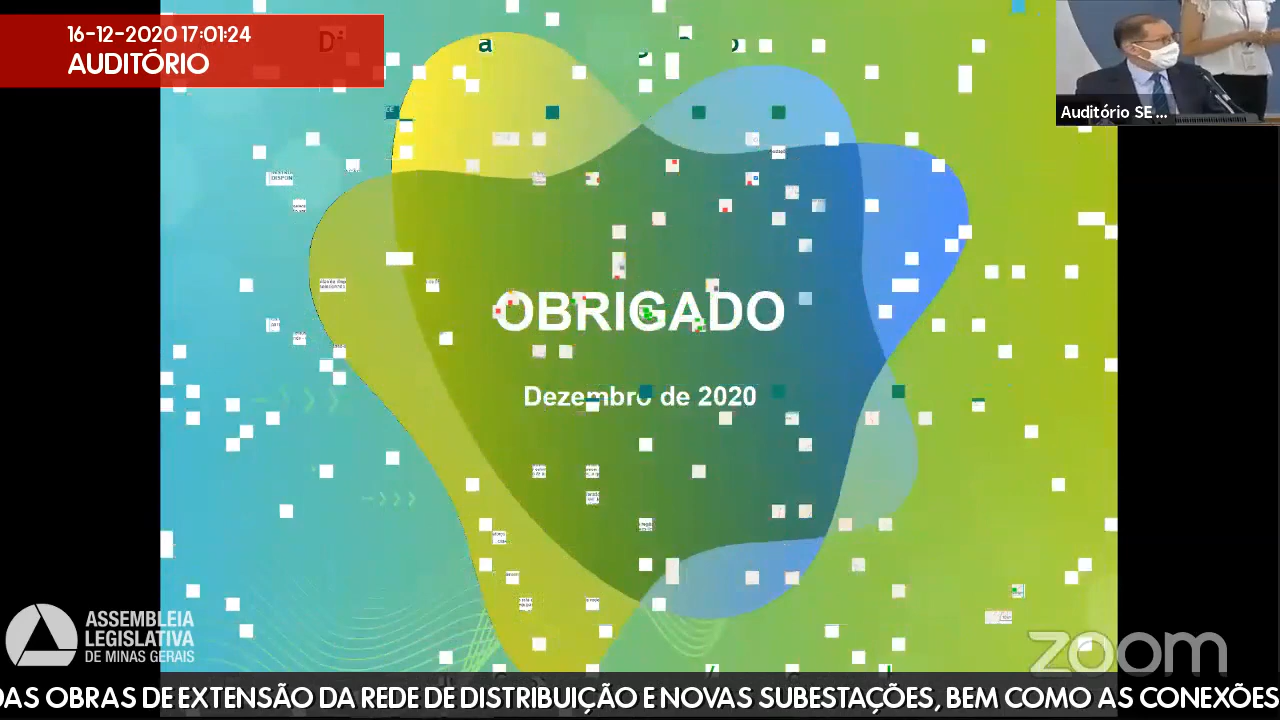 16-12-2020 17:01:24
AUDITÓRIO
Auditório SE ...
OBRIGADO
Dezembro de 2020
ASSEMBLEIA
LEGISLATIVA
DE MINAS GERAIS
zoom
DAS OBRAS DE EXTENSÃO DA REDE DE DISTRIBUIÇÃO E NOVAS SUBESTAÇÕES, BEM COMO AS CONEXÕES